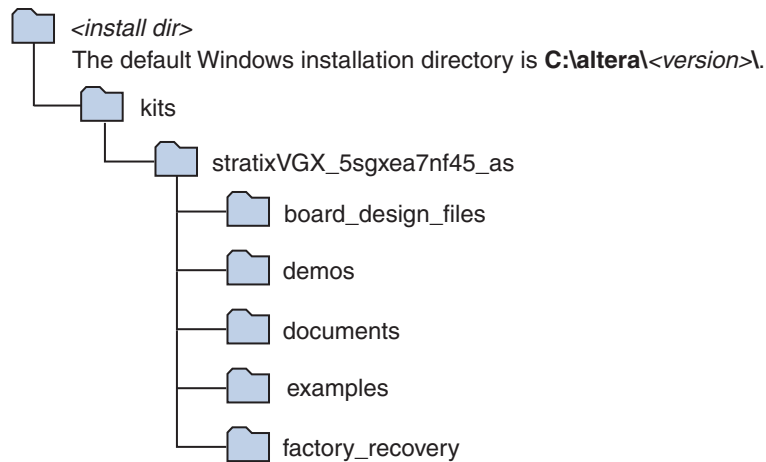 <install dir>
The default Windows installation directory is C:\altera\<version>\.
kits
stratixVGX_5sgxea7nf45_as
board_design_files
demos
documents
examples
factory_recovery